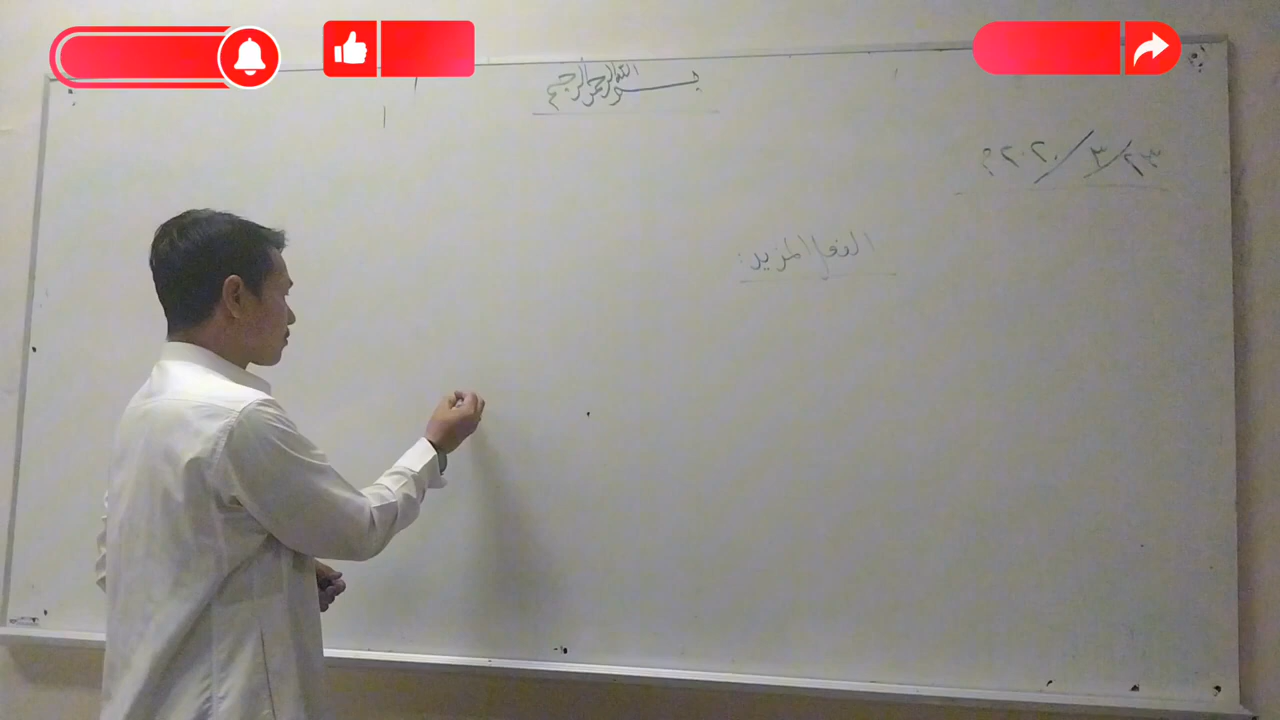 بسم الله الرحمن الرحيم
٢٣/٣/٢٠٢٠م
الفعل المزيد: